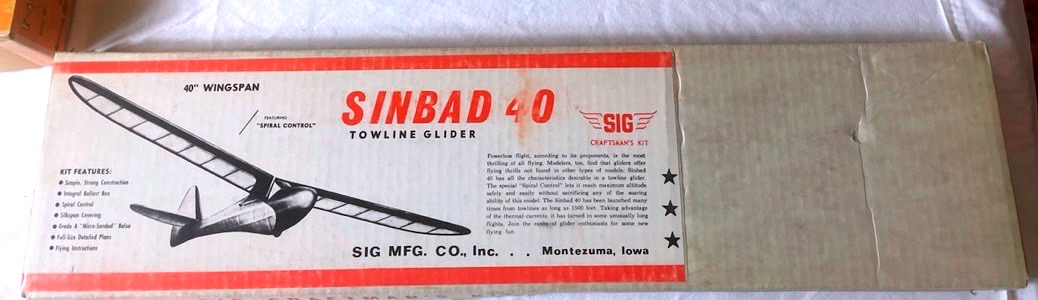 40" WINGSPAN
FEATURING
"SPIRAL CONTROL"
SINBAD 40
TOWLINE GLIDER
SIG
CRAFTSMAN'S KIT
KIT FEATURES:
● Simple, Strong Construction
● Integral Ballast Box
● Spiral Control
● Silkspan Covering
● Grade A "Micro-Sanded" Balsa
● Full-Size Detailed Plans
● Flying Instructions
Powerless flight, according to its proponents, is the most
thrilling of all flying. Modelers, too, find that gliders offer
flying thrills not found in other types of models. Sinbad
40 has all the characteristics desirable in a towline glider.
The special "Spiral Control" lets it reach maximum altitude
safely and easily without sacrificing any of the soaring
ability of this model. The Sinbad 40 has been launched many
times from towlines as long as 1500 feet. Taking advantage
of the thermal currents, it has turned in some unusually long
flights. Join the ranks of glider enthusiasts for some new
flying fun.
SIG MFG. CO., Inc. . . Montezuma, Iowa